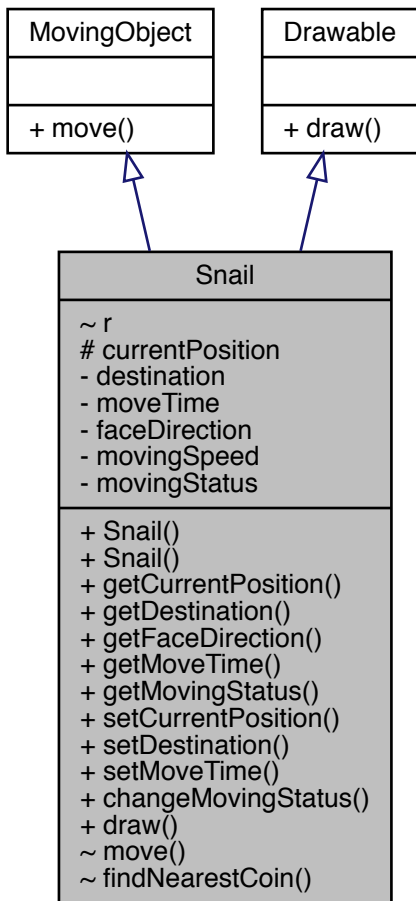 MovingObject
+ move()
Drawable
+ draw()
Snail
~ r
# currentPosition
- destination
- moveTime
- faceDirection
- movingSpeed
- movingStatus
+ Snail()
+ Snail()
+ getCurrentPosition()
+ getDestination()
+ getFaceDirection()
+ getMoveTime()
+ getMovingStatus()
+ setCurrentPosition()
+ setDestination()
+ setMoveTime()
+ changeMovingStatus()
+ draw()
~ move()
~ findNearestCoin()